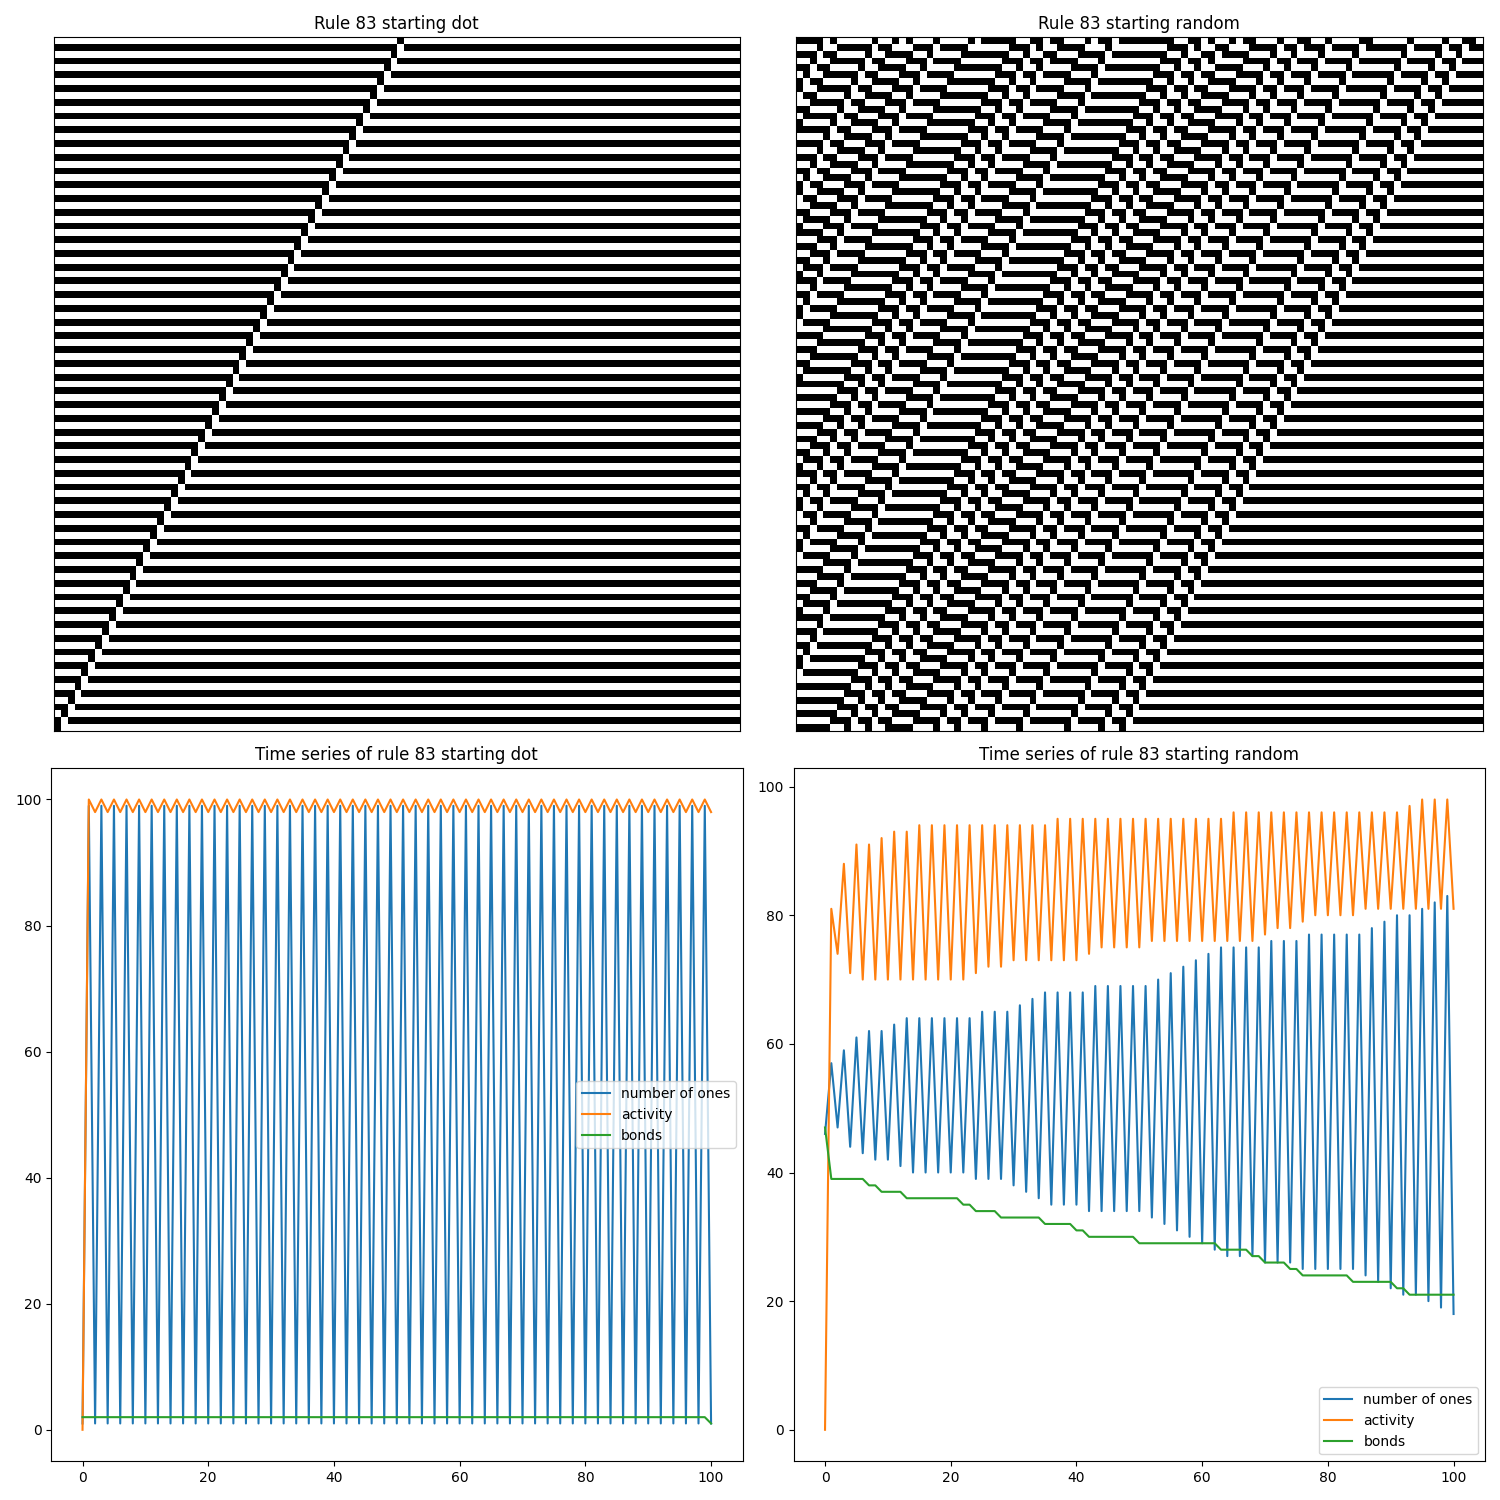 Rule 83 starting dot
Rule 83 starting random
Time series of rule 83 starting dot
100
80
60
40
20
0
0 20 40 60 80 100
number of ones
activity
bonds
Time series of rule 83 starting random
100
80
60
40
20
0
0 20 40 60 80 100
number of ones
activity
bonds